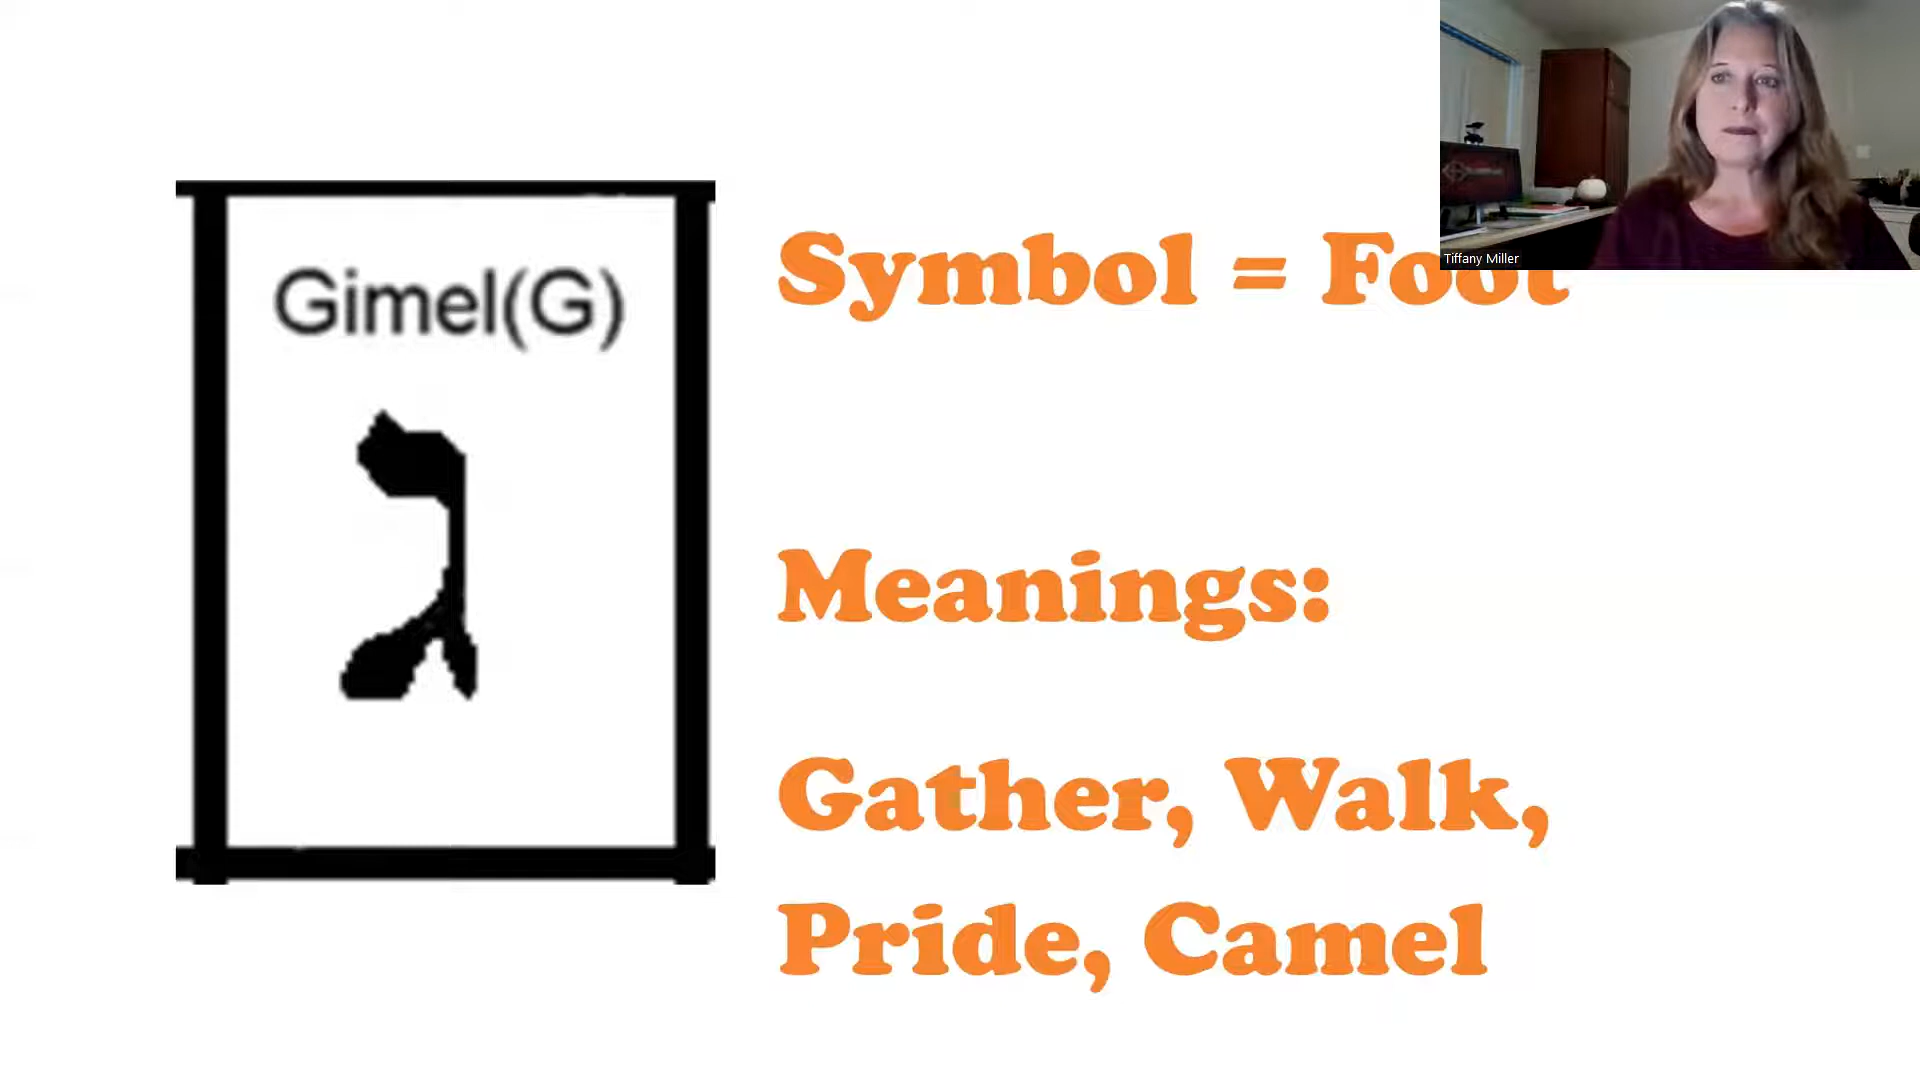 Gimel(G)
ג
Symbol = Foot
Meanings:
Gather, Walk,
Pride, Camel
Tiffany Miller